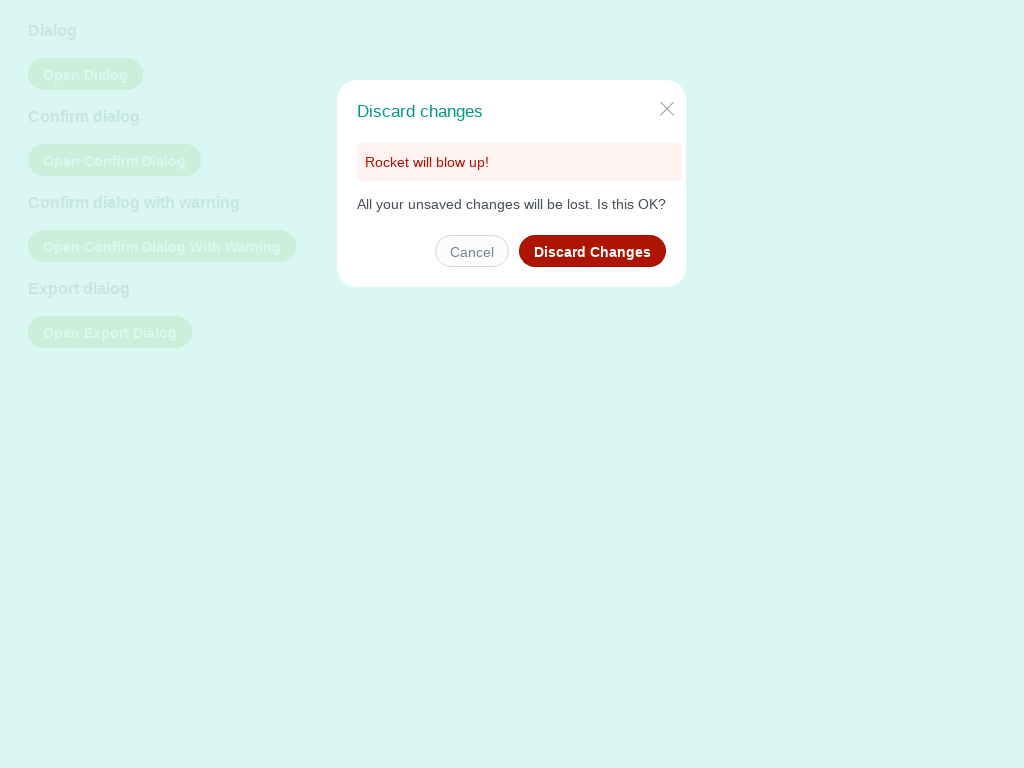 Dialog
Open Dialog
Confirm dialog
Open Confirm Dialog
Confirm dialog with warning
Open Confirm Dialog With Warning
Export dialog
Open Export Dialog
Discard changes
Rocket will blow up!
All your unsaved changes will be lost. Is this OK?
Cancel
Discard Changes